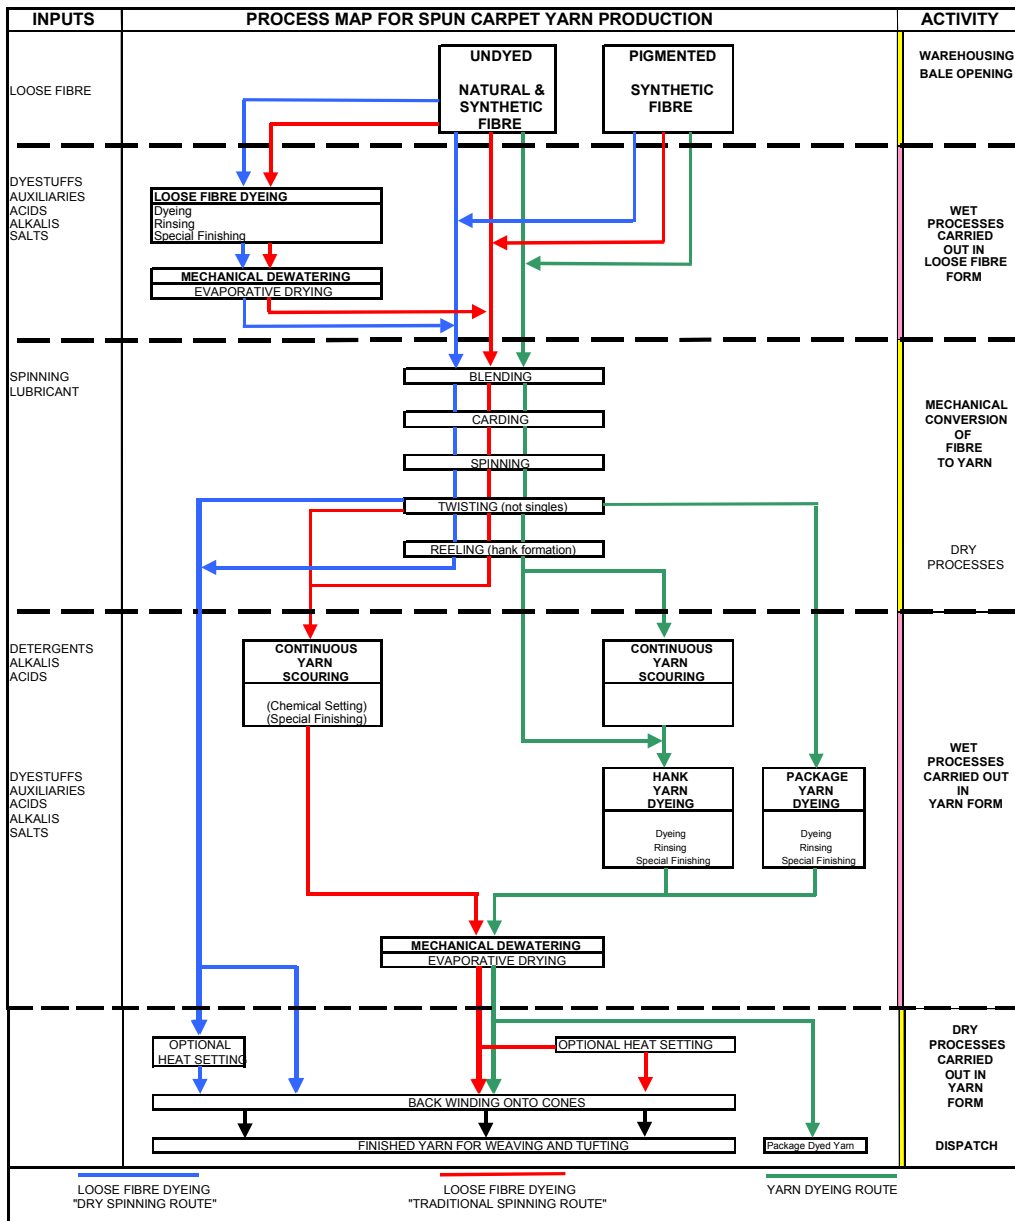 INPUTS
PROCESS MAP FOR SPUN CARPET YARN PRODUCTION
ACTIVITY
LOOSE FIBRE
UNDYED
NATURAL &
SYNTHETIC
FIBRE
PIGMENTED
SYNTHETIC
FIBRE
WAREHOUSING
BALE OPENING
DYESTUFFS
AUXILIARIES
ACIDS
ALKALIS
SALTS
LOOSE FIBRE DYEING
Dyeing
Rinsing
Special Finishing
MECHANICAL DEWATERING
EVAPORATIVE DRYING
WET
PROCESSES
CARRIED
OUT IN
LOOSE FIBRE
FORM
SPINNING
LUBRICANT
BLENDING
CARDING
SPINNING
TWISTING (not singles)
REELING (hank formation)
MECHANICAL
CONVERSION
OF
FIBRE
TO YARN
DRY
PROCESSES
DETERGENTS
ALKALIS
ACIDS
CONTINUOUS
YARN
SCOURING
(Chemical Setting)
(Special Finishing)
CONTINUOUS
YARN
SCOURING
DYESTUFFS
AUXILIARIES
ACIDS
ALKALIS
SALTS
HANK
YARN
DYEING
Dyeing
Rinsing
Special Finishing
PACKAGE
YARN
DYEING
Dyeing
Rinsing
Special Finishing
WET
PROCESSES
CARRIED OUT
IN
YARN FORM
MECHANICAL DEWATERING
EVAPORATIVE DRYING
OPTIONAL
HEAT SETTING
OPTIONAL HEAT SETTING
BACK WINDING ONTO CONES
FINISHED YARN FOR WEAVING AND TUFTING
Package Dyed Yarn
DRY
PROCESSES
CARRIED
OUT IN
YARN
FORM
DISPATCH
LOOSE FIBRE DYEING
"DRY SPINNING ROUTE"
LOOSE FIBRE DYEING
"TRADITIONAL SPINNING ROUTE"
YARN DYEING ROUTE